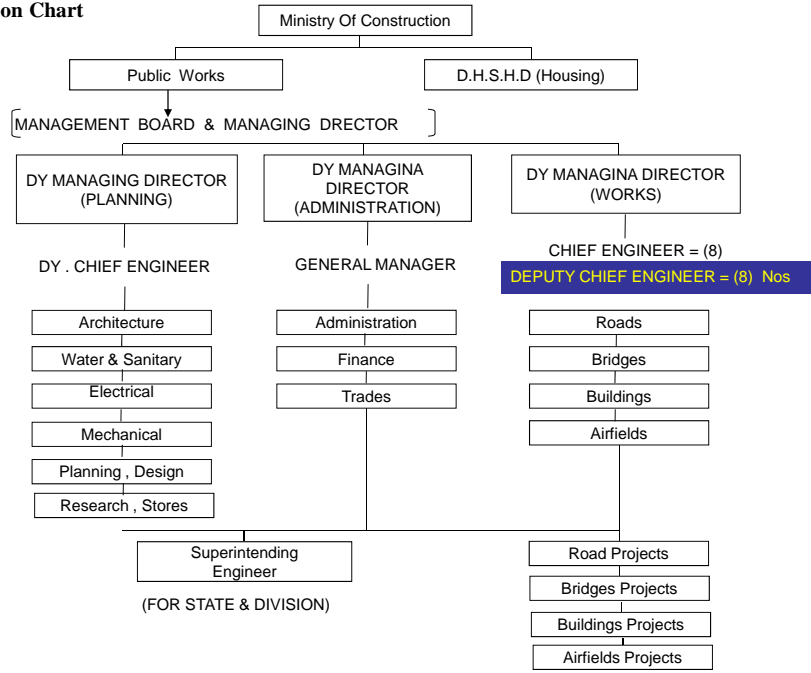 on Chart
Ministry Of Construction
Public Works
D.H.S.H.D (Housing)
MANAGEMENT BOARD & MANAGING DRECTOR
DY MANAGING DIRECTOR
(PLANNING)
DY MANAGINA
DIRECTOR
(ADMINISTRATION)
DY MANAGINA DIRECTOR
(WORKS)
DY . CHIEF ENGINEER
GENERAL MANAGER
CHIEF ENGINEER = (8)
DEPUTY CHIEF ENGINEER = (8) Nos
Architecture
Water & Sanitary
Electrical
Mechanical
Planning , Design
Research , Stores
Administration
Finance
Trades
Roads
Bridges
Buildings
Airfields
Superintending
Engineer
(FOR STATE & DIVISION)
Road Projects
Bridges Projects
Buildings Projects
Airfields Projects